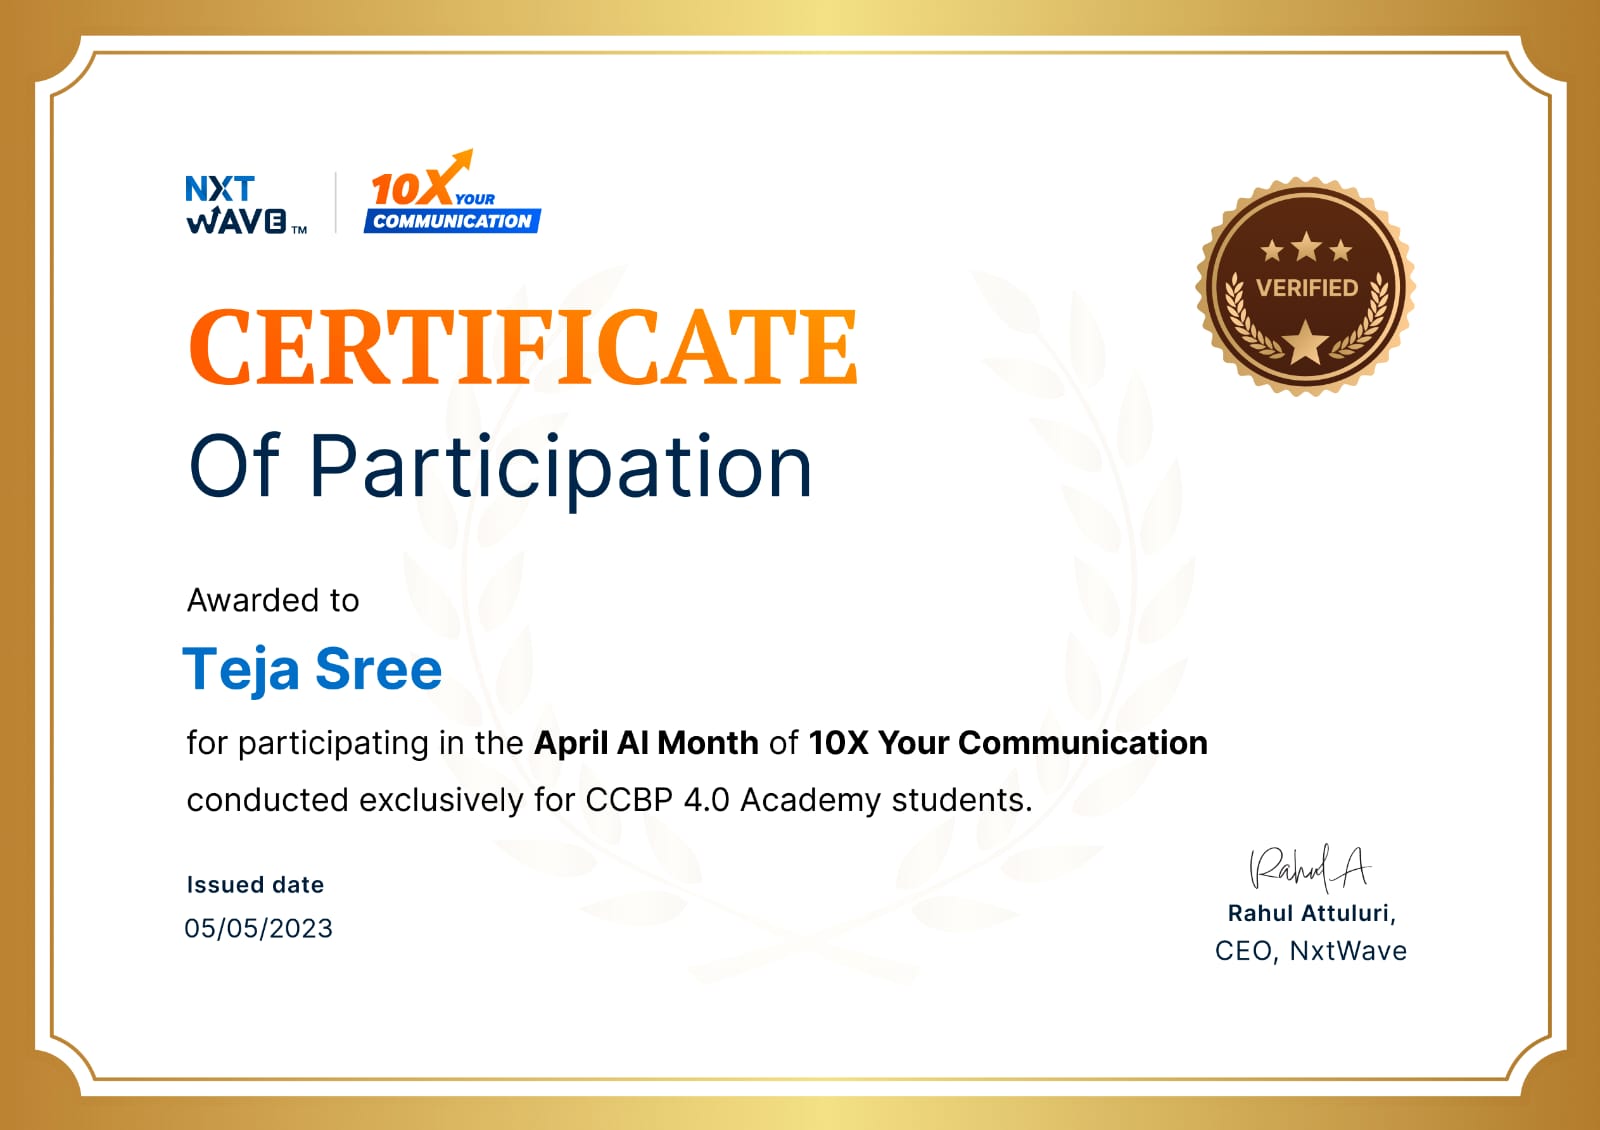 NXT
WAVE™
10X YOUR
COMMUNICATION
VERIFIED
CERTIFICATE
Of Participation
Awarded to
Teja Sree
for participating in the April AI Month of 10X Your Communication
conducted exclusively for CCBP 4.0 Academy students.
Issued date
05/05/2023
Rahul A
Rahul Attuluri,
CEO, NxtWave